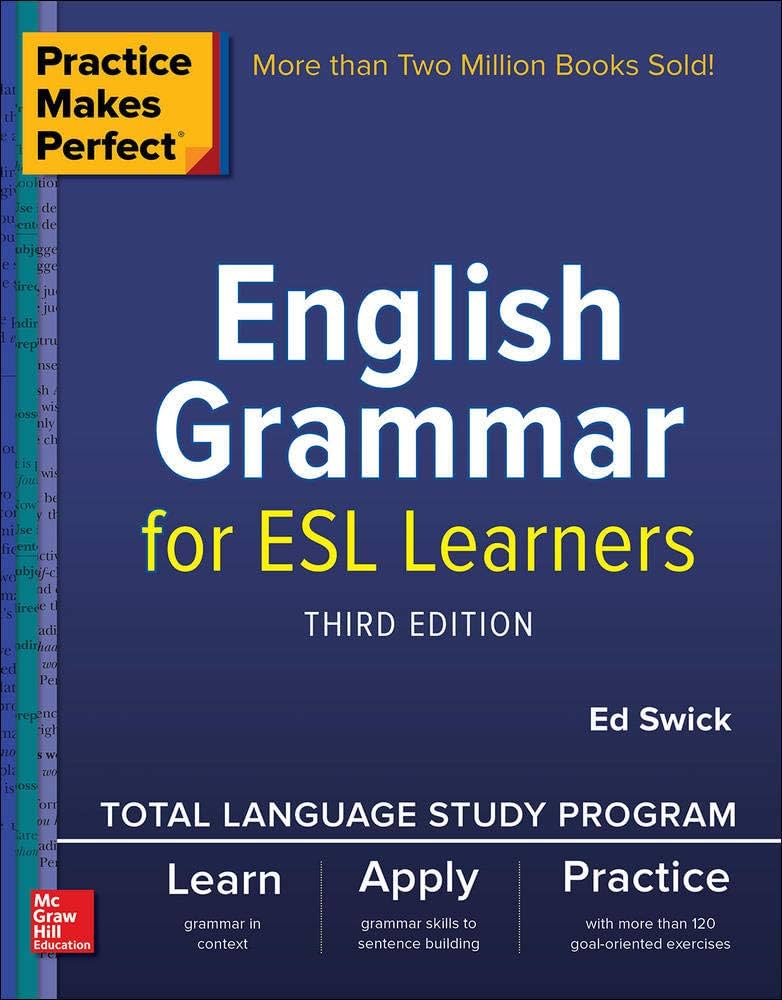 Practice
Makes
Perfect®
More than Two Million Books Sold!
English
Grammar
for ESL Learners
THIRD EDITION
Ed Swick
TOTAL LANGUAGE STUDY PROGRAM
Learn
grammar in
context
Apply
grammar skills to
sentence building
Practice
with more than 120
goal-oriented exercises
Mc
Graw
Hill
Education